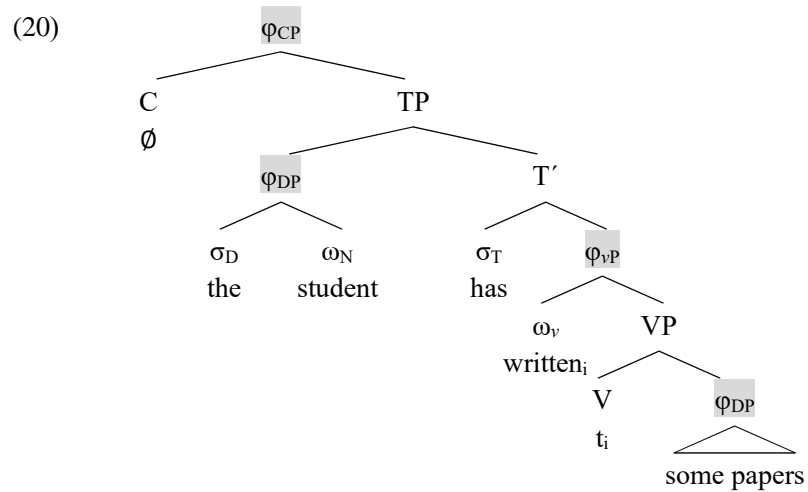 (20) φCP
C TP
∅
φDP T′
σD ωN σT φvP
the student has
ωv VP
writteni
V φDP
ti
some papers